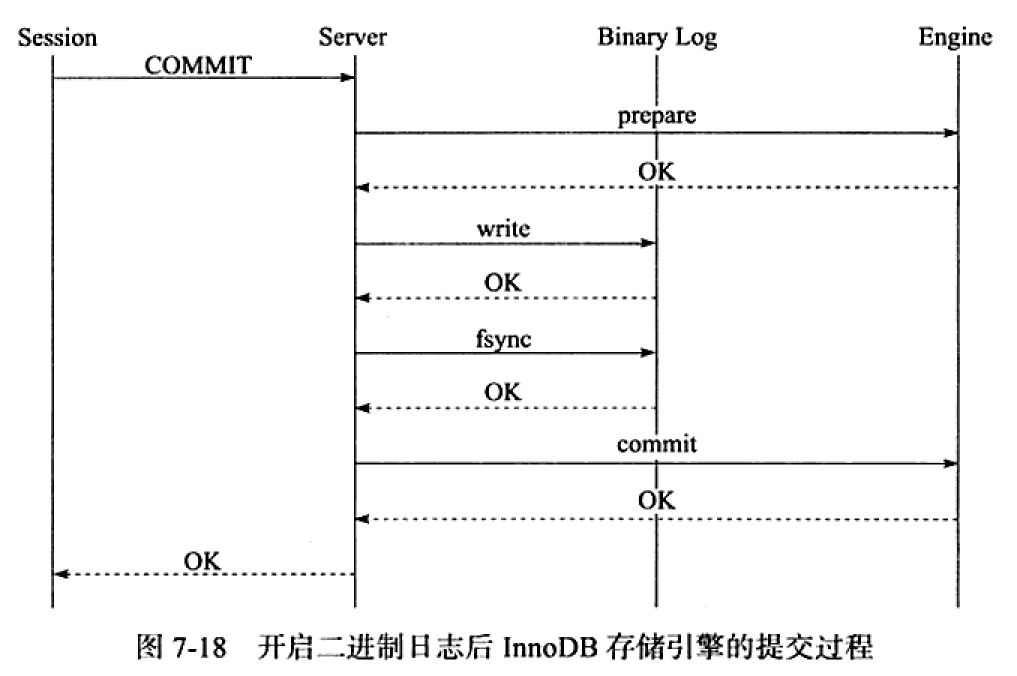 Session Server Binary Log Engine
COMMIT
prepare
OK
write
OK
fsync
OK
commit
OK
OK
图 7-18 开启二进制日志后 InnoDB 存储引擎的提交过程